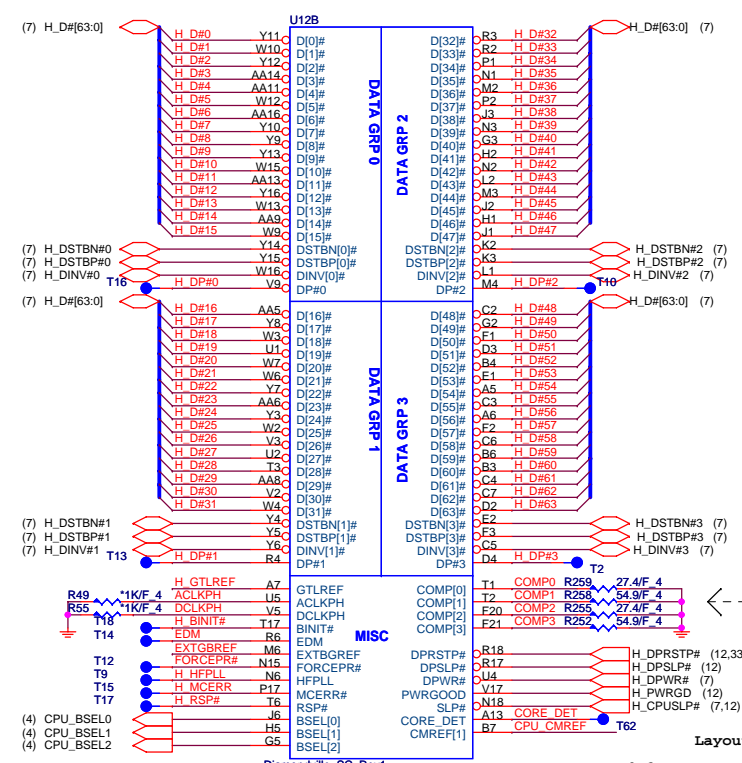 U12B
(7) H_D#[63:0]
H_D#[63:0] (7)
H_D#0 Y11 D[0]# D[32]# R3 H_D#32
H_D#1 W10 D[1]# D[33]# R2 H_D#33
H_D#2 Y12 D[2]# D[34]# P1 H_D#34
H_D#3 AA14 D[3]# D[35]# N1 H_D#35
H_D#4 AA11 D[4]# D[36]# M2 H_D#36
H_D#5 W12 D[5]# D[37]# P2 H_D#37
H_D#6 AA16 D[6]# D[38]# J3 H_D#38
H_D#7 Y10 D[7]# D[39]# N3 H_D#39
H_D#8 Y9 D[8]# D[40]# G3 H_D#40
H_D#9 Y13 D[9]# D[41]# H2 H_D#41
H_D#10 W15 D[10]# D[42]# N2 H_D#42
H_D#11 AA13 D[11]# D[43]# L2 H_D#43
H_D#12 Y16 D[12]# D[44]# M3 H_D#44
H_D#13 W13 D[13]# D[45]# J2 H_D#45
H_D#14 AA9 D[14]# D[46]# H1 H_D#46
H_D#15 W9 D[15]# D[47]# J1 H_D#47
DATA GRP 0
DATA GRP 2
(7) H_DSTBN#0 Y14 DSTBN[0]# DSTBN[2]# K2 H_DSTBN#2 (7)
(7) H_DSTBP#0 Y15 DSTBP[0]# DSTBP[2]# K3 H_DSTBP#2 (7)
(7) H_DINV#0 W16 DINV[0]# DINV[2]# L1 H_DINV#2 (7)
T16 H_DP#0 V9 DP#0 DP#2 M4 H_DP#2 T10
(7) H_D#[63:0]
H_D#[63:0] (7)
H_D#16 AA5 D[16]# D[48]# C2 H_D#48
H_D#17 Y8 D[17]# D[49]# G2 H_D#49
H_D#18 W3 D[18]# D[50]# F1 H_D#50
H_D#19 U1 D[19]# D[51]# D3 H_D#51
H_D#20 W7 D[20]# D[52]# B4 H_D#52
H_D#21 W6 D[21]# D[53]# E1 H_D#53
H_D#22 Y7 D[22]# D[54]# A5 H_D#54
H_D#23 AA6 D[23]# D[55]# C3 H_D#55
H_D#24 Y3 D[24]# D[56]# A6 H_D#56
H_D#25 W2 D[25]# D[57]# F2 H_D#57
H_D#26 V3 D[26]# D[58]# C6 H_D#58
H_D#27 U2 D[27]# D[59]# B6 H_D#59
H_D#28 T3 D[28]# D[60]# B3 H_D#60
H_D#29 AA8 D[29]# D[61]# C4 H_D#61
H_D#30 V2 D[30]# D[62]# C7 H_D#62
H_D#31 W4 D[31]# D[63]# D2 H_D#63
DATA GRP 1
DATA GRP 3
(7) H_DSTBN#1 Y4 DSTBN[1]# DSTBN[3]# E2 H_DSTBN#3 (7)
(7) H_DSTBP#1 Y5 DSTBP[1]# DSTBP[3]# F3 H_DSTBP#3 (7)
(7) H_DINV#1 Y6 DINV[1]# DINV[3]# C5 H_DINV#3 (7)
T13 H_DP#1 R4 DP#1 DP#3 D4 H_DP#3 T2
H_GTLREF A7 GTLREF COMP[0] T1 COMP0 R259 27.4/F_4
R49 *1K/F_4 ACLKPH U5 ACLKPH COMP[1] T2 COMP1 R258 54.9/F_4
R55 *1K/F_4 DCLKPH V5 DCLKPH COMP[2] F20 COMP2 R255 27.4/F_4
T18 H_BINIT# T17 BINIT# COMP[3] F21 COMP3 R252 54.9/F_4
T14 EDM R6 EDM
MISC
EXTGBREF M6 EXTBGREF DPRSTP# R18 H_DPRSTP# (12,33
T12 FORCEPR# N15 FORCEPR# DPSLP# R17 H_DPSLP# (12)
T9 H_HFPLL N6 HFPLL DPWR# U4 H_DPWR# (7)
T15 H_MCERR P17 MCERR# PWRGOOD V17 H_PWRGD (12)
T17 H_RSP# T6 RSP# SLP# N18 H_CPUSLP# (7,12)
(4) CPU_BSEL0 J6 BSEL[0] CORE_DET A13 CORE_DET T62
(4) CPU_BSEL1 H5 BSEL[1] CMREF[1] B7 CPU_CMREF
(4) CPU_BSEL2 G5 BSEL[2]
Layou